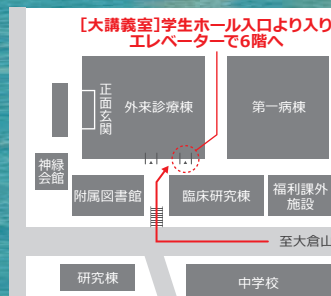 [大講義室]学生ホール入口より入り
エレベーターで6階へ
正面玄関
外来診療棟
第一病棟
神緑
会館
附属図書館
臨床研究棟
福利課外
施設
至大倉山
研究棟
中学校